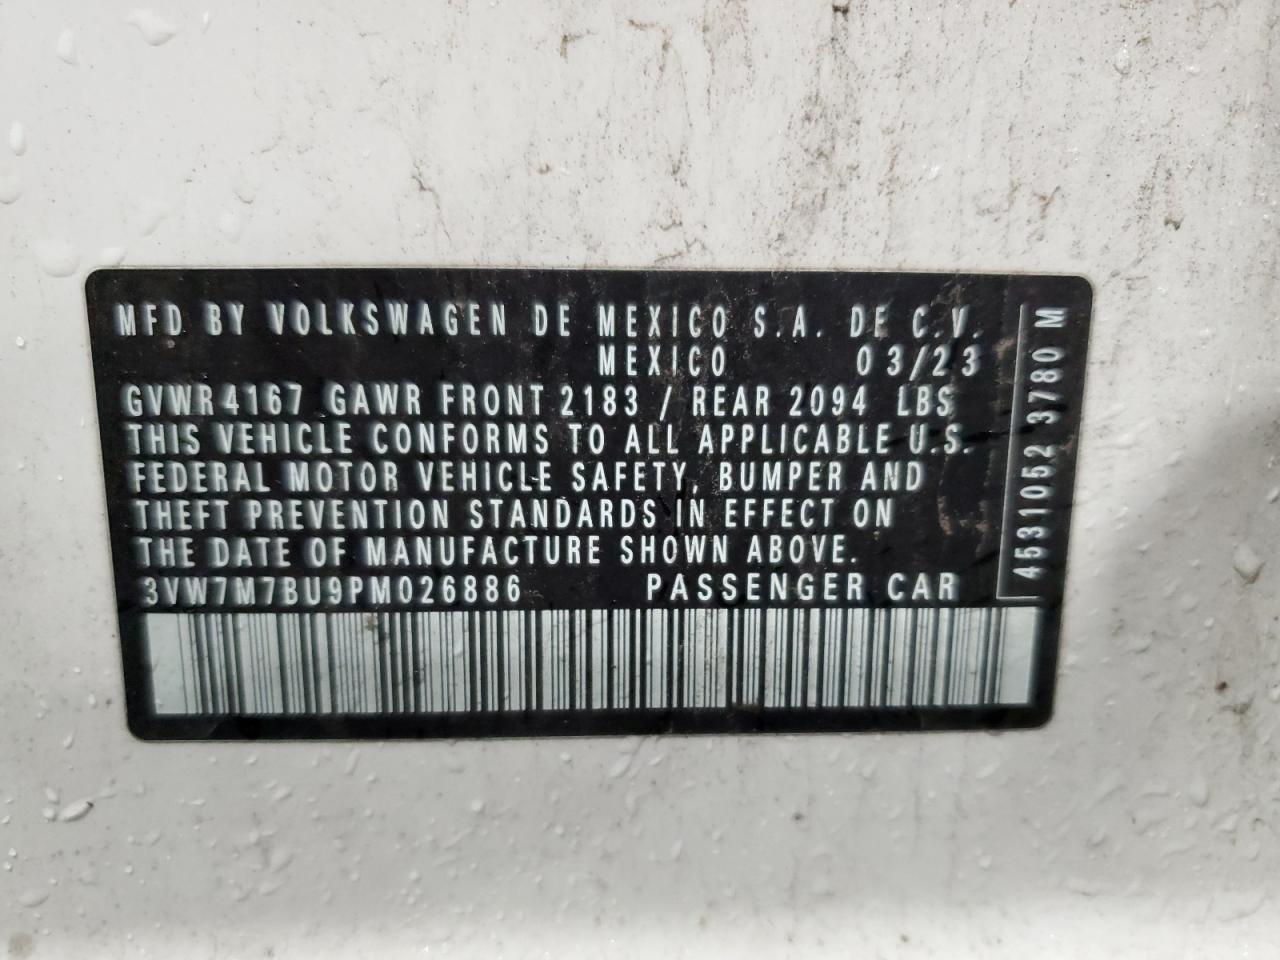 MFD BY VOLKSWAGEN DE MEXICO S.A. DE C.V.
MEXICO 03/23
GVWR 4167 GAWR FRONT 2183 / REAR 2094 LBS
THIS VEHICLE CONFORMS TO ALL APPLICABLE U.S.
FEDERAL MOTOR VEHICLE SAFETY, BUMPER AND
THEFT PREVENTION STANDARDS IN EFFECT ON
THE DATE OF MANUFACTURE SHOWN ABOVE.
3VW7M7BU9PM026886 PASSENGER CAR
4531052 3780 M